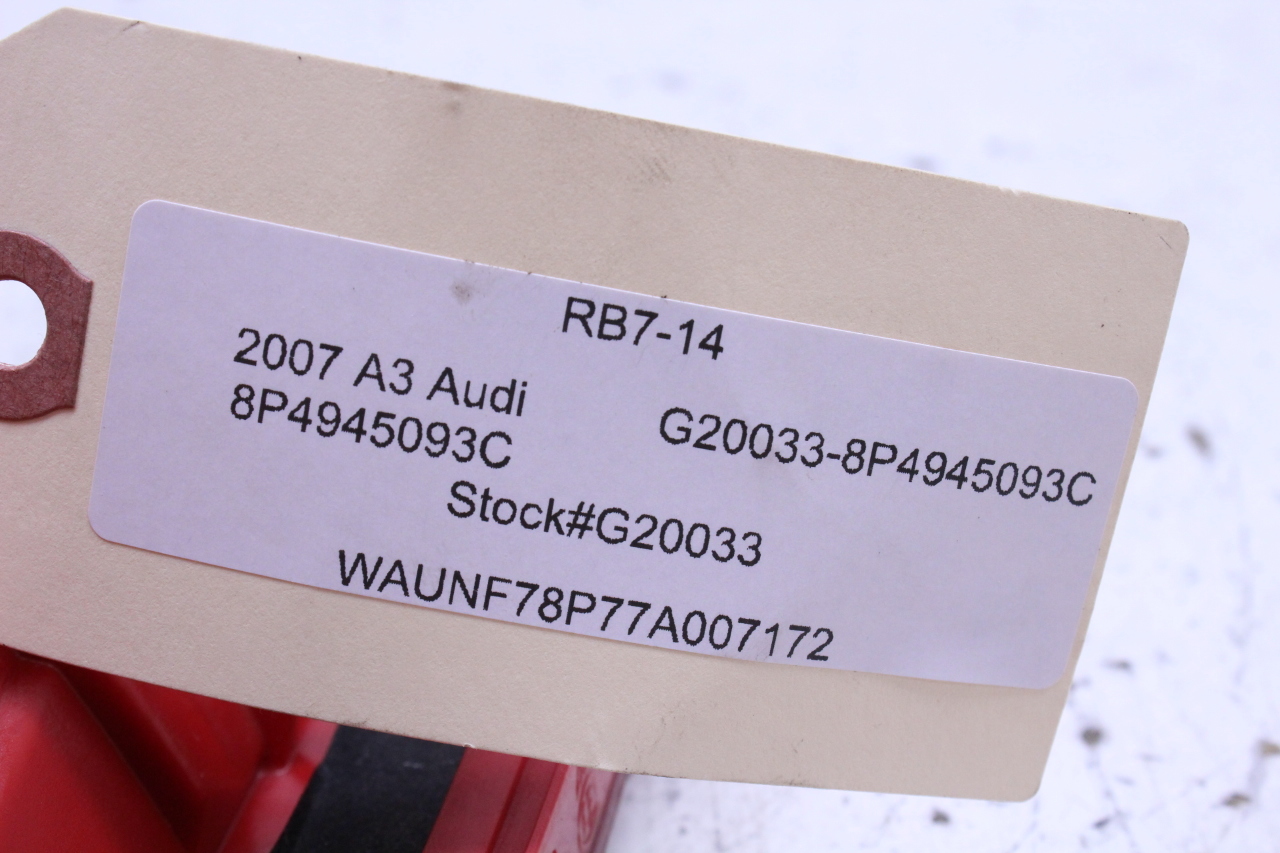 RB7-14
2007 A3 Audi
8P4945093C
G20033-8P4945093C
Stock#G20033
WAUNF78P77A007172